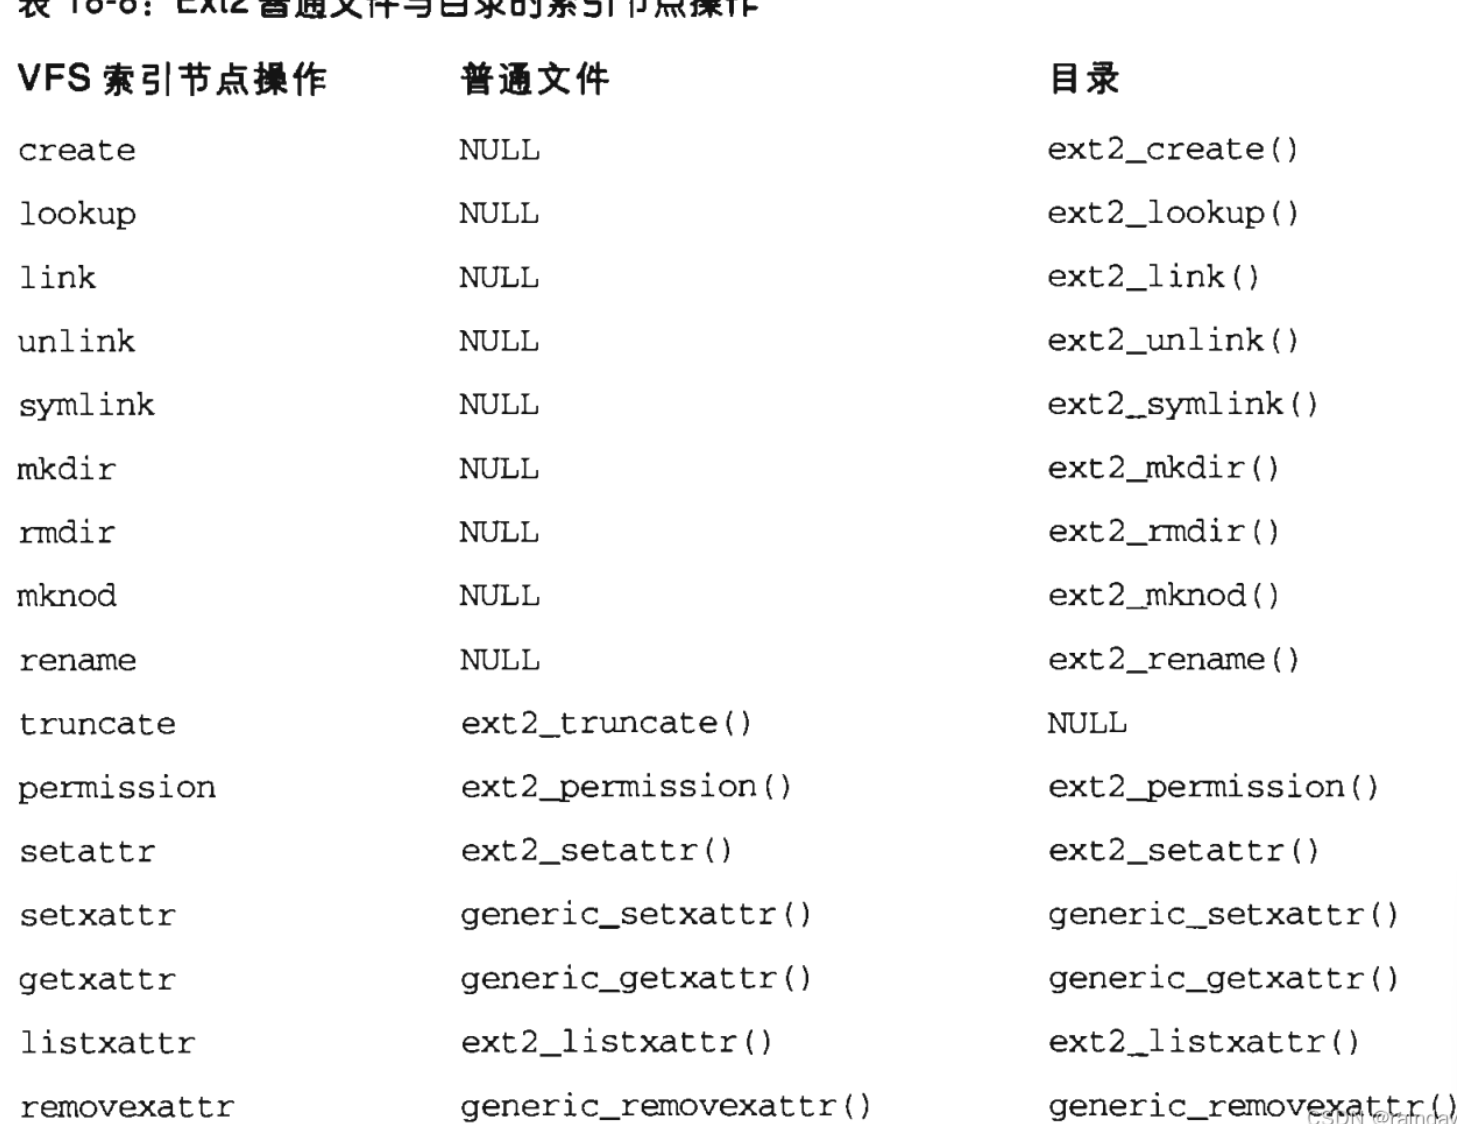 表 18-8：Ext2 普通文件与目录的索引节点操作
VFS 索引节点操作 普通文件 目录
create NULL ext2_create()
lookup NULL ext2_lookup()
link NULL ext2_link()
unlink NULL ext2_unlink()
symlink NULL ext2_symlink()
mkdir NULL ext2_mkdir()
rmdir NULL ext2_rmdir()
mknod NULL ext2_mknod()
rename NULL ext2_rename()
truncate ext2_truncate() NULL
permission ext2_permission() ext2_permission()
setattr ext2_setattr() ext2_setattr()
setxattr generic_setxattr() generic_setxattr()
getxattr generic_getxattr() generic_getxattr()
listxattr ext2_listxattr() ext2_listxattr()
removexattr generic_removexattr() generic_removexattr()
CSDN